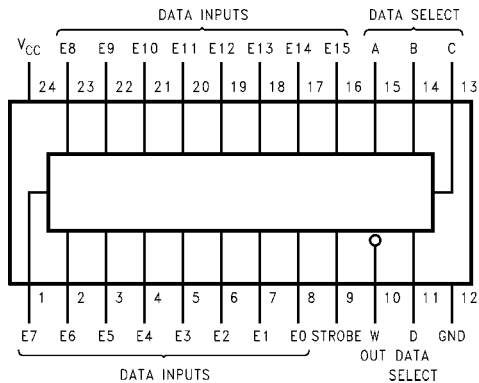 DATA INPUTS DATA SELECT
VCC E8 E9 E10 E11 E12 E13 E14 E15 A B C
24 23 22 21 20 19 18 17 16 15 14 13
1 2 3 4 5 6 7 8 9 10 11 12
E7 E6 E5 E4 E3 E2 E1 E0 STROBE W D GND
OUT DATA
DATA INPUTS SELECT